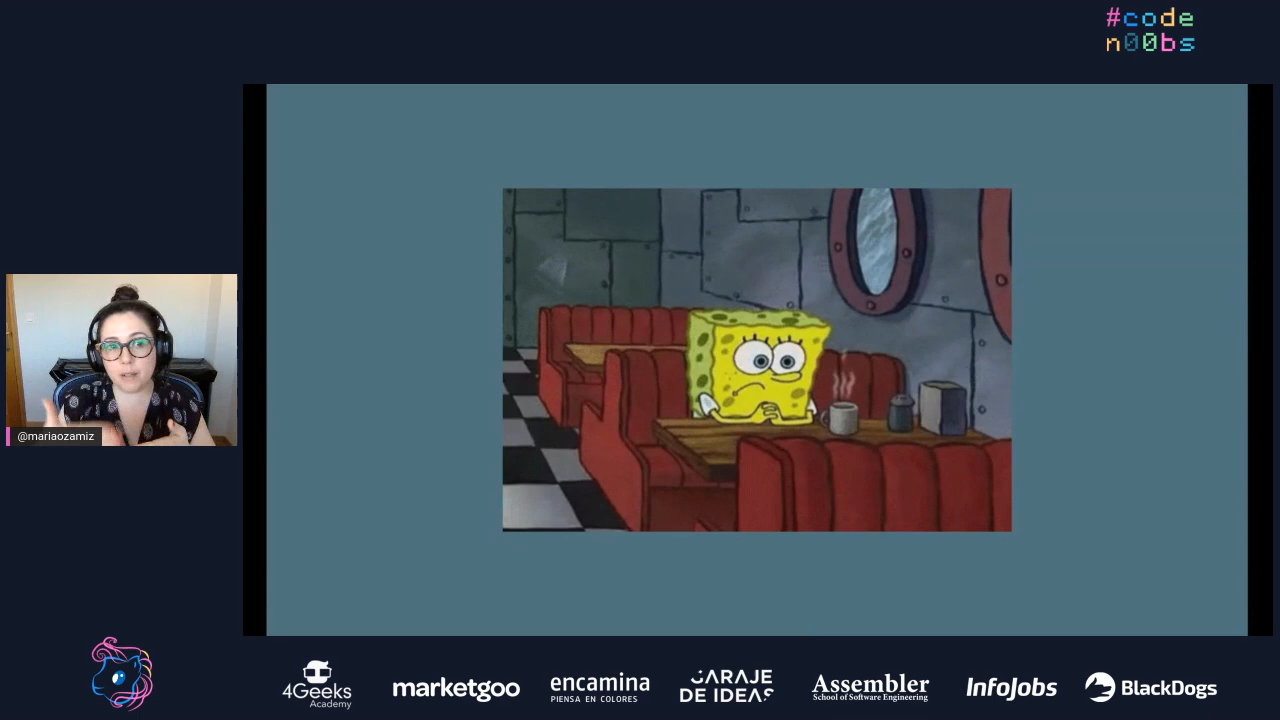 #code
n00bs
@mariaozamiz
4Geeks
Academy
marketgoo
encamina
PIENSA EN COLORES
GARAJE
DE IDEAS
Assembler
School of Software Engineering
InfoJobs
BlackDogs